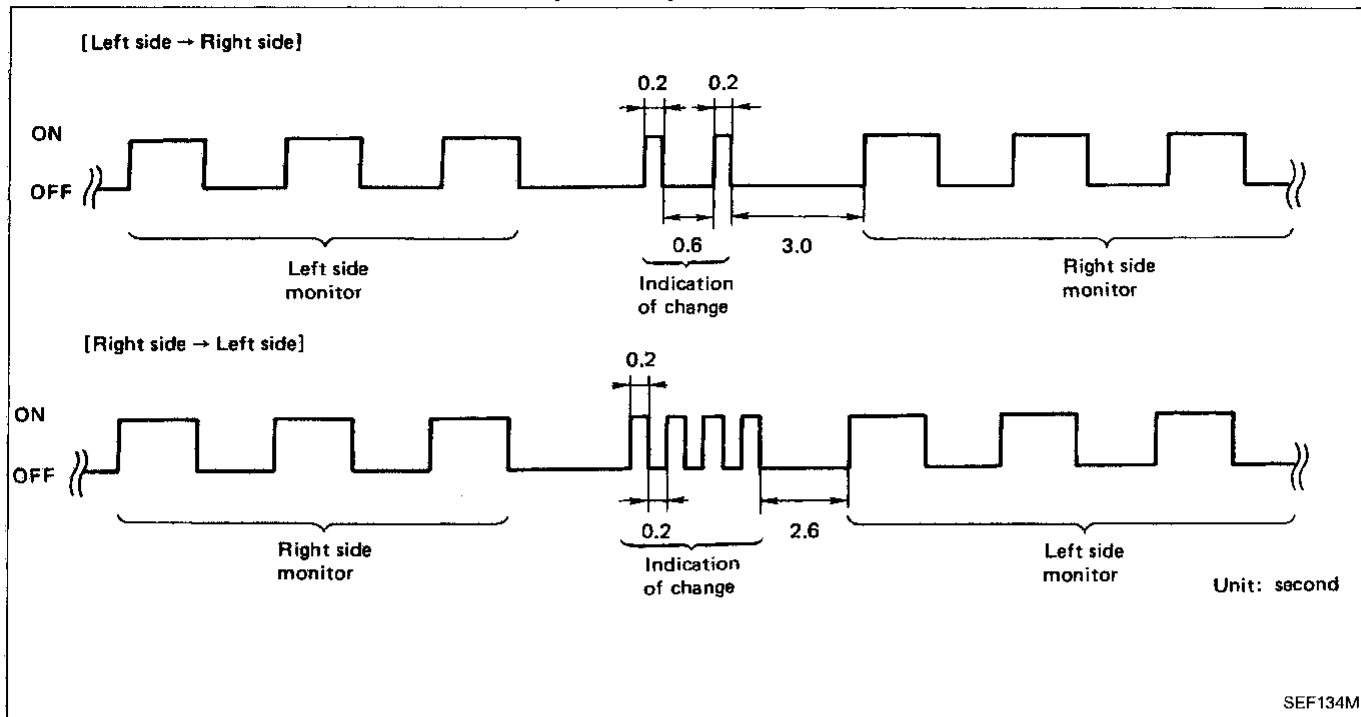 [Left side → Right side]
0.2 0.2
ON
OFF
0.6 3.0
Left side
monitor
Indication
of change
Right side
monitor
[Right side → Left side]
0.2
ON
OFF
0.2 2.6
Right side
monitor
Indication
of change
Left side
monitor
Unit: second
SEF134M